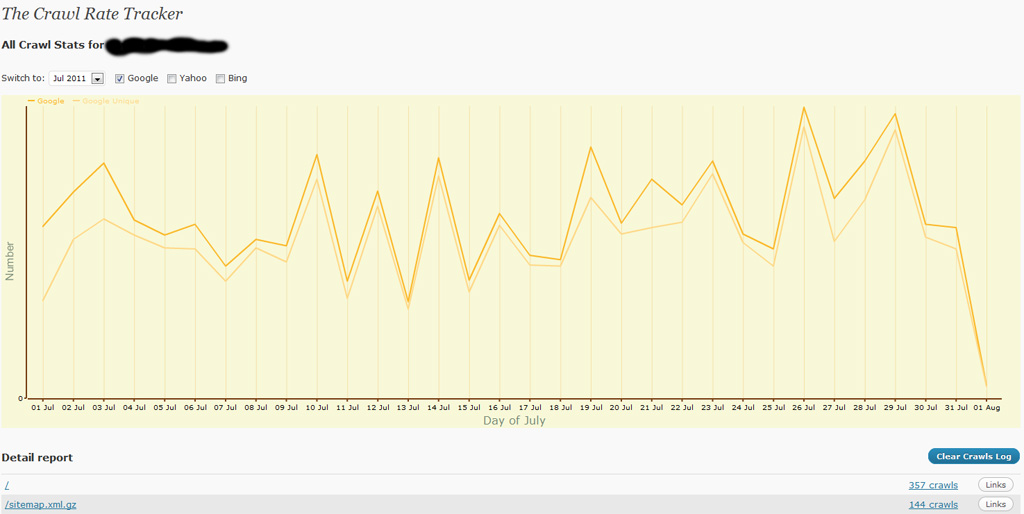 The Crawl Rate Tracker
All Crawl Stats for
Switch to: Jul 2011 Google Yahoo Bing
Google Google Unique
Number
0
01 Jul 02 Jul 03 Jul 04 Jul 05 Jul 06 Jul 07 Jul 08 Jul 09 Jul 10 Jul 11 Jul 12 Jul 13 Jul 14 Jul 15 Jul 16 Jul 17 Jul 18 Jul 19 Jul 20 Jul 21 Jul 22 Jul 23 Jul 24 Jul 25 Jul 26 Jul 27 Jul 28 Jul 29 Jul 30 Jul 31 Jul 01 Aug
Day of July
Detail report Clear Crawls Log
/ 357 crawls Links
/sitemap.xml.gz 144 crawls Links